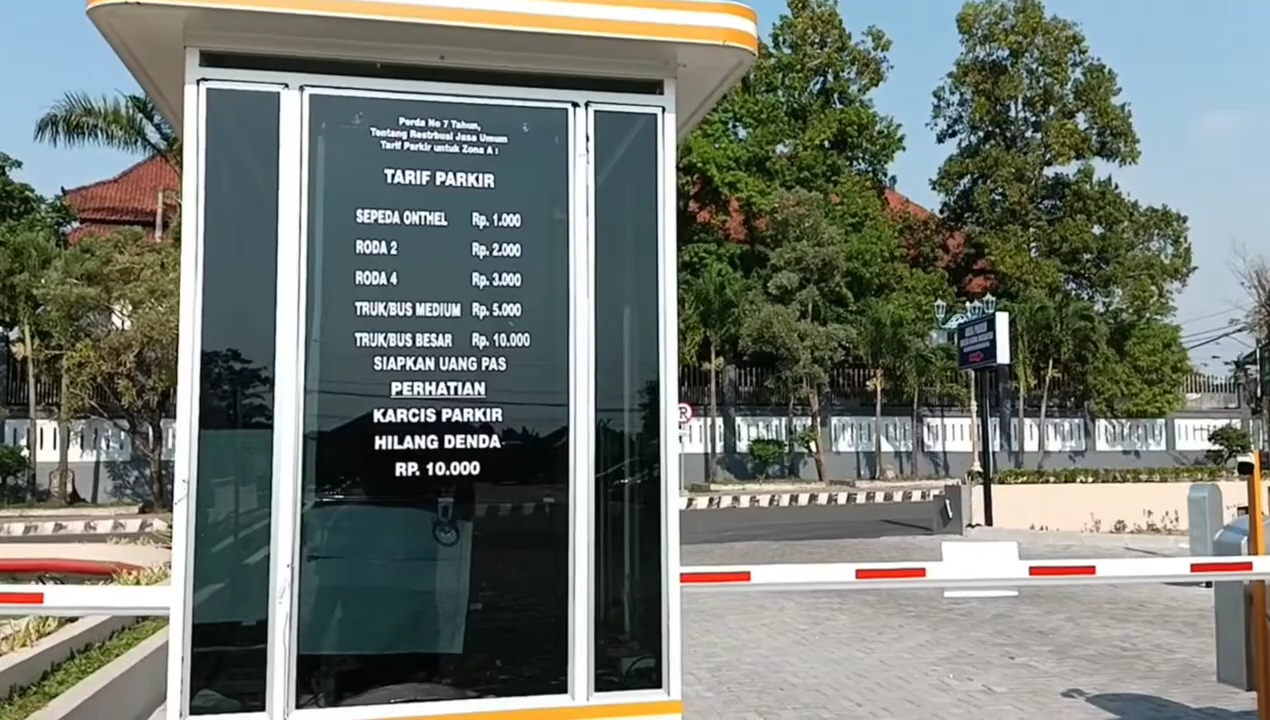 Perda No 7 Tahun,
Tentang Restrbusi Jasa Umum
Tarif Parkir untuk Zona A :
TARIF PARKIR
SEPEDA ONTHEL Rp. 1.000
RODA 2 Rp. 2.000
RODA 4 Rp. 3.000
TRUK/BUS MEDIUM Rp. 5.000
TRUK/BUS BESAR Rp. 10.000
SIAPKAN UANG PAS
PERHATIAN
KARCIS PARKIR
HILANG DENDA
RP. 10.000